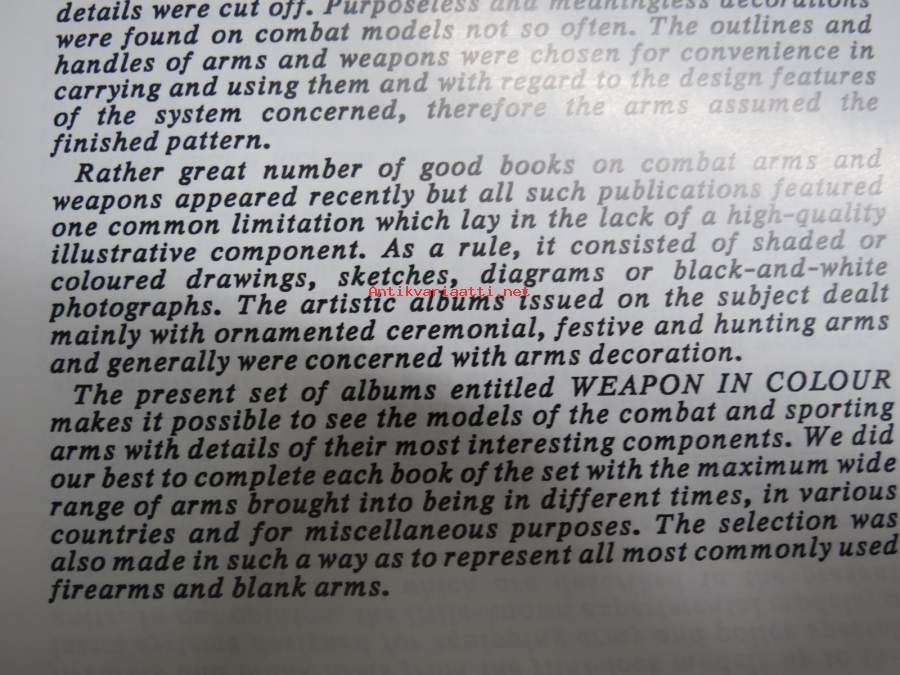 details were cut off. Purposeless and meaningless decorations
were found on combat models not so often. The outlines and
handles of arms and weapons were chosen for convenience in
carrying and using them and with regard to the design features
of the system concerned, therefore the arms assumed the
finished pattern.
Rather great number of good books on combat arms and
weapons appeared recently but all such publications featured
one common limitation which lay in the lack of a high-quality
illustrative component. As a rule, it consisted of shaded or
coloured drawings, sketches, diagrams or black-and-white
Antikvariaatti.net
photographs. The artistic albums issued on the subject dealt
mainly with ornamented ceremonial, festive and hunting arms
and generally were concerned with arms decoration.
The present set of albums entitled WEAPON IN COLOUR
makes it possible to see the models of the combat and sporting
arms with details of their most interesting components. We did
our best to complete each book of the set with the maximum wide
range of arms brought into being in different times, in various
countries and for miscellaneous purposes. The selection was
also made in such a way as to represent all most commonly used
firearms and blank arms.